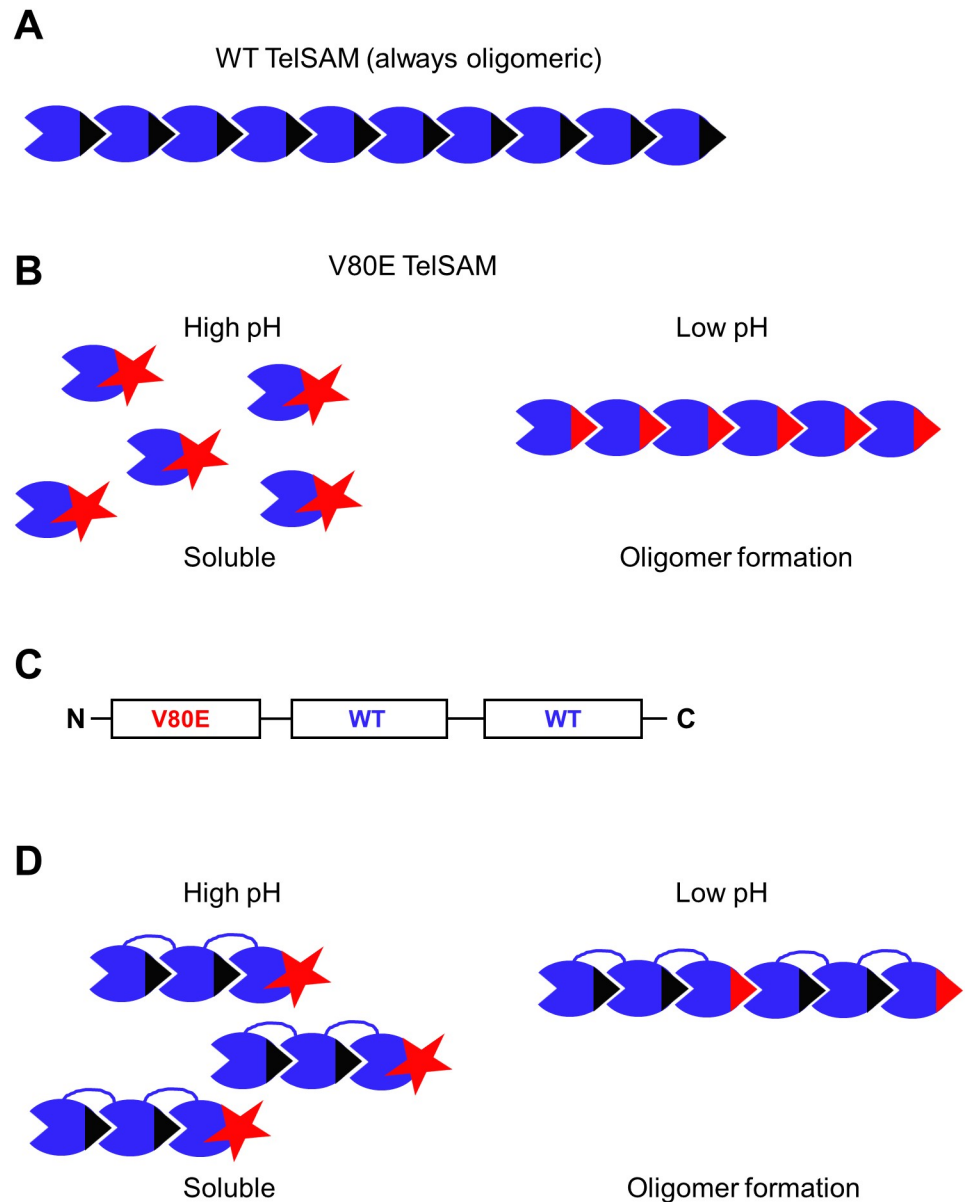 A
WT TelSAM (always oligomeric)
B
V80E TelSAM
High pH
Low pH
Soluble
Oligomer formation
C
N V80E WT WT C
D
High pH
Low pH
Soluble
Oligomer formation